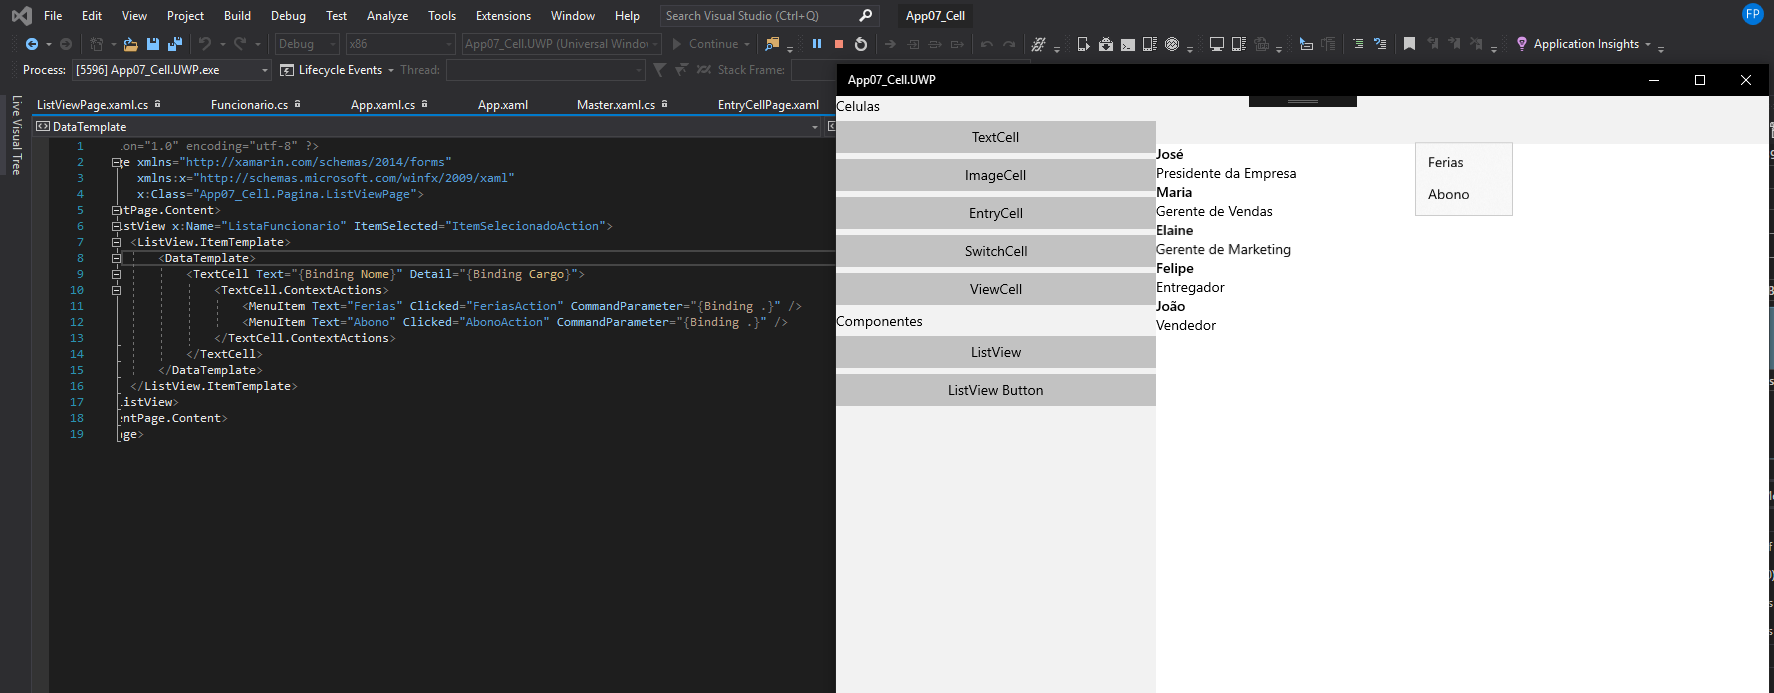 File Edit View Project Build Debug Test Analyze Tools Extensions Window Help Search Visual Studio (Ctrl+Q) App07_Cell FP
Debug x86 App07_Cell.UWP (Universal Windo Continue Application Insights
Process: [5596] App07_Cell.UWP.exe Lifecycle Events Thread: Stack Frame:
ListViewPage.xaml.cs Funcionario.cs App.xaml.cs App.xaml Master.xaml.cs EntryCellPage.xaml
Live Visual Tree
DataTemplate
1 on="1.0" encoding="utf-8" ?>
2 ge xmlns="http://xamarin.com/schemas/2014/forms"
3 xmlns:x="http://schemas.microsoft.com/winfx/2009/xaml"
4 x:Class="App07_Cell.Pagina.ListViewPage">
5 ntPage.Content>
6 istView x:Name="ListaFuncionario" ItemSelected="ItemSelecionadoAction">
7 <ListView.ItemTemplate>
8 <DataTemplate>
9 <TextCell Text="{Binding Nome}" Detail="{Binding Cargo}">
10 <TextCell.ContextActions>
11 <MenuItem Text="Ferias" Clicked="FeriasAction" CommandParameter="{Binding .}" />
12 <MenuItem Text="Abono" Clicked="AbonoAction" CommandParameter="{Binding .}" />
13 </TextCell.ContextActions>
14 </TextCell>
15 </DataTemplate>
16 </ListView.ItemTemplate>
17 istView>
18 entPage.Content>
19 age>
App07_Cell.UWP
Celulas
TextCell
ImageCell
EntryCell
SwitchCell
ViewCell
Componentes
ListView
ListView Button
José
Presidente da Empresa
Maria
Gerente de Vendas
Elaine
Gerente de Marketing
Felipe
Entregador
João
Vendedor
Ferias
Abono